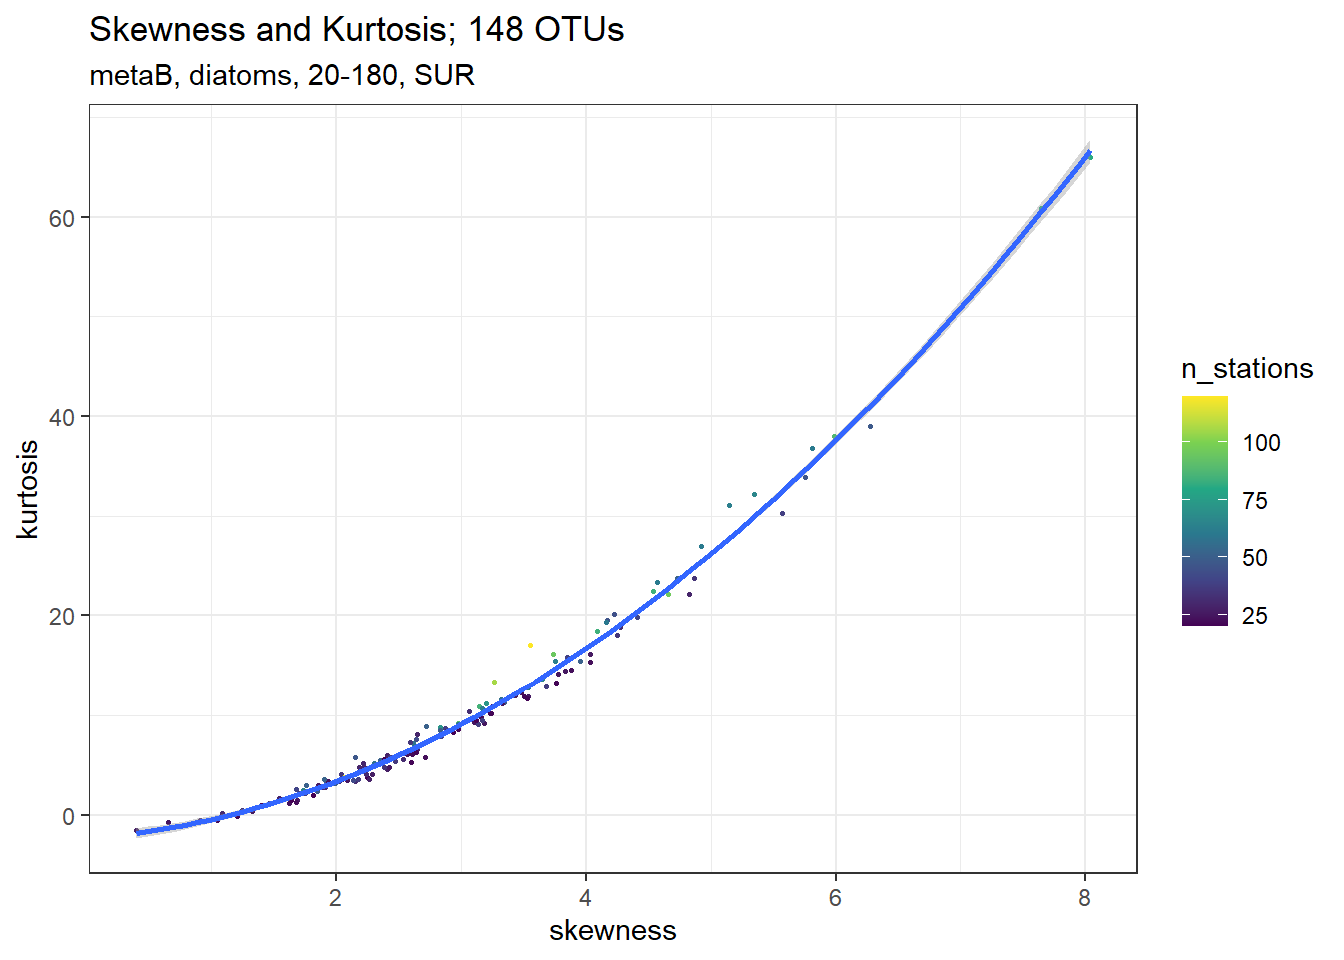 Skewness and Kurtosis; 148 OTUs
metaB, diatoms, 20-180, SUR
kurtosis
60
40
20
0
2
4
6
8
skewness
n_stations
100
75
50
25